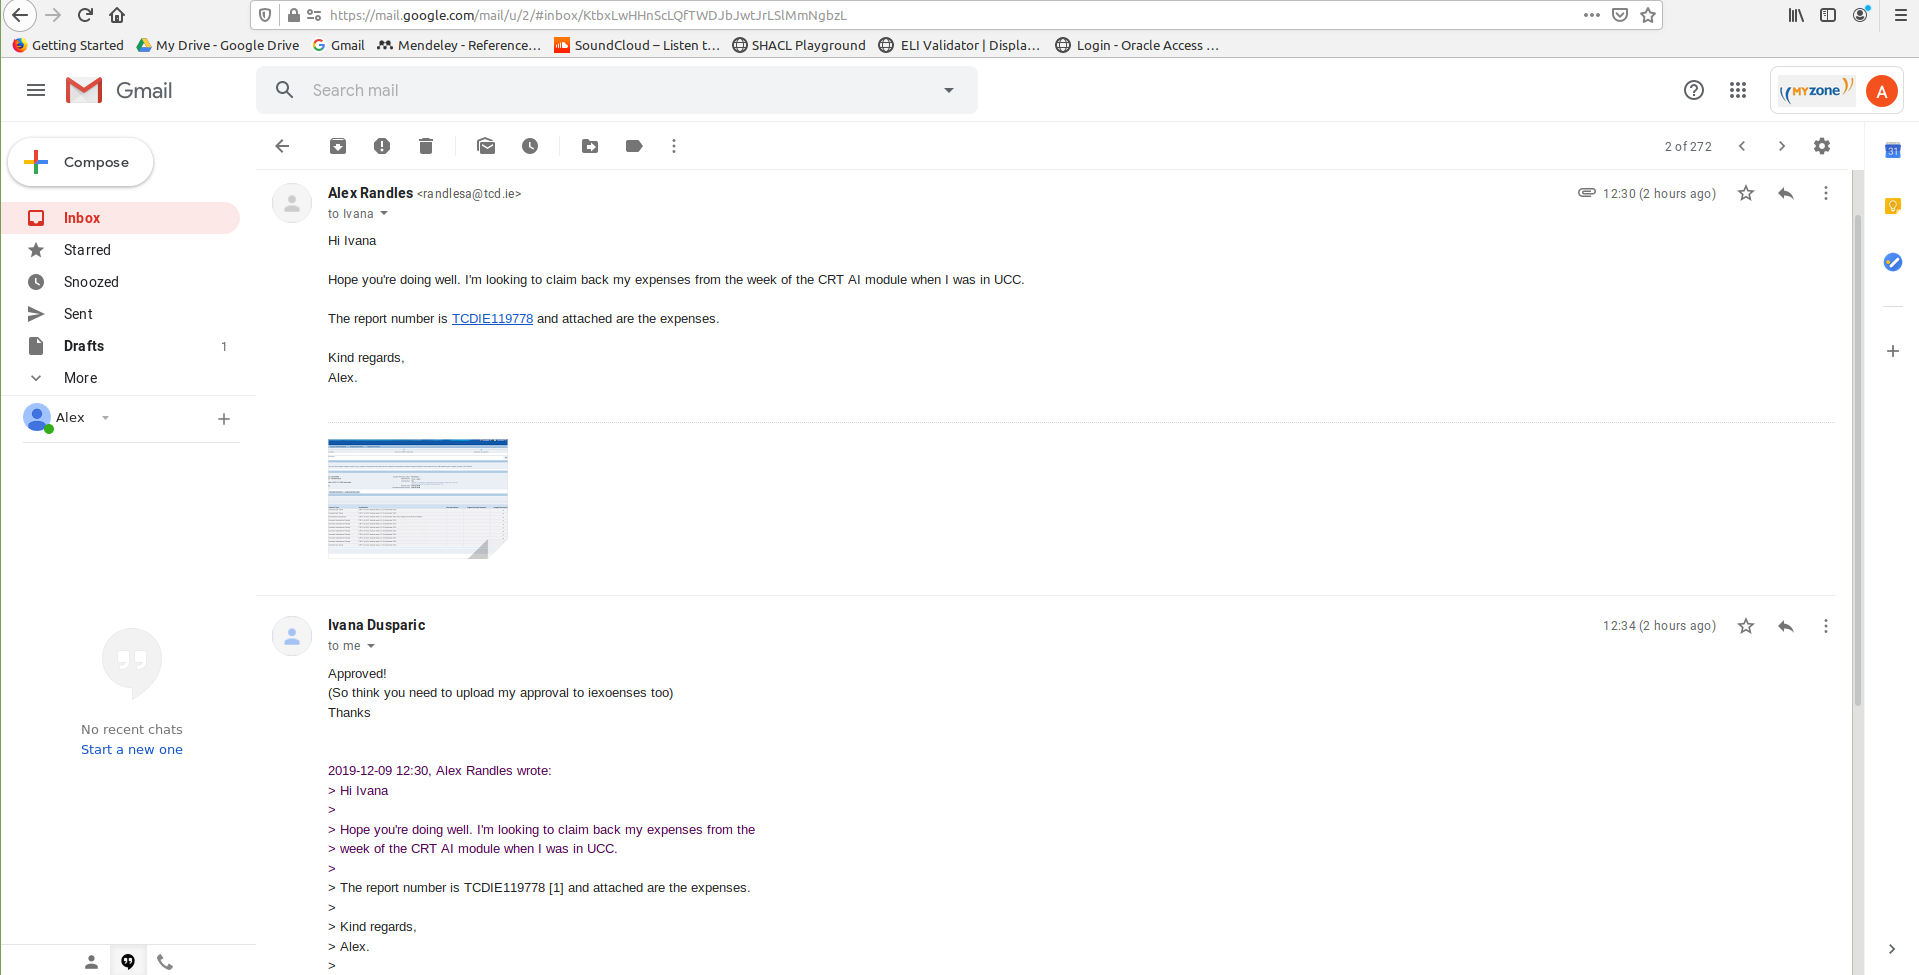 https://mail.google.com/mail/u/2/#inbox/KtbxLwHHnScLQfTWDJbJwtJrLSlMmNgbzL
Getting Started My Drive - Google Drive Gmail Mendeley - Reference... SoundCloud – Listen t... SHACL Playground ELI Validator | Displa... Login - Oracle Access ...
Gmail
Search mail
MYzone
A
Compose
2 of 272
31
Inbox
Starred
Snoozed
Sent
Drafts 1
More
Alex
No recent chats
Start a new one
Alex Randles <randlesa@tcd.ie> 12:30 (2 hours ago)
to Ivana
Hi Ivana
Hope you're doing well. I'm looking to claim back my expenses from the week of the CRT AI module when I was in UCC.
The report number is TCDIE119778 and attached are the expenses.
Kind regards,
Alex.
Ivana Dusparic 12:34 (2 hours ago)
to me
Approved!
(So think you need to upload my approval to iexoenses too)
Thanks
2019-12-09 12:30, Alex Randles wrote:
> Hi Ivana
>
> Hope you're doing well. I'm looking to claim back my expenses from the
> week of the CRT AI module when I was in UCC.
>
> The report number is TCDIE119778 [1] and attached are the expenses.
>
> Kind regards,
> Alex.
>